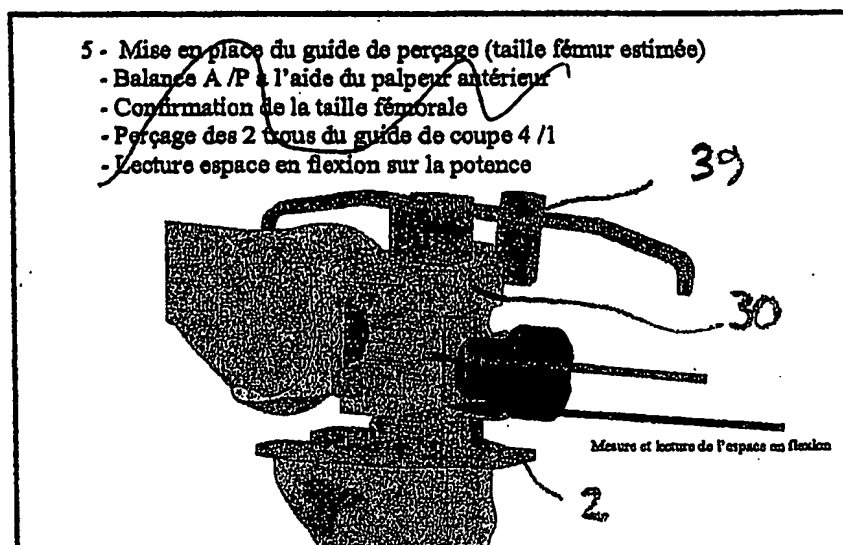 5 - Mise en place du guide de perçage (taille fémur estimée)
- Balance A /P à l'aide du palpeur antérieur
- Confirmation de la taille fémorale
- Perçage des 2 trous du guide de coupe 4 /1
- Lecture espace en flexion sur la potence
39
30
Mesure et lecture de l'espace en flexion
2